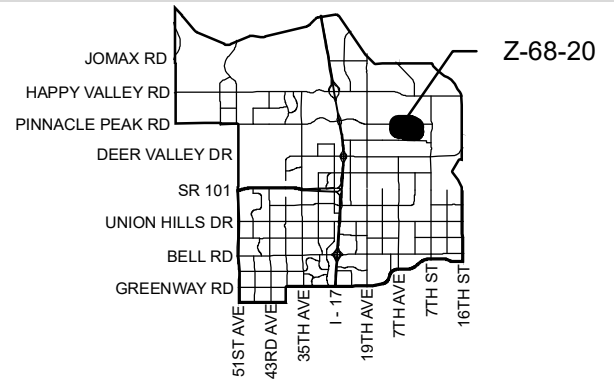 JOMAX RD
Z-68-20
HAPPY VALLEY RD
PINNACLE PEAK RD
DEER VALLEY DR
SR 101
UNION HILLS DR
BELL RD
GREENWAY RD
51ST AVE
43RD AVE
35TH AVE
I - 17
19TH AVE
7TH AVE
7TH ST
16TH ST